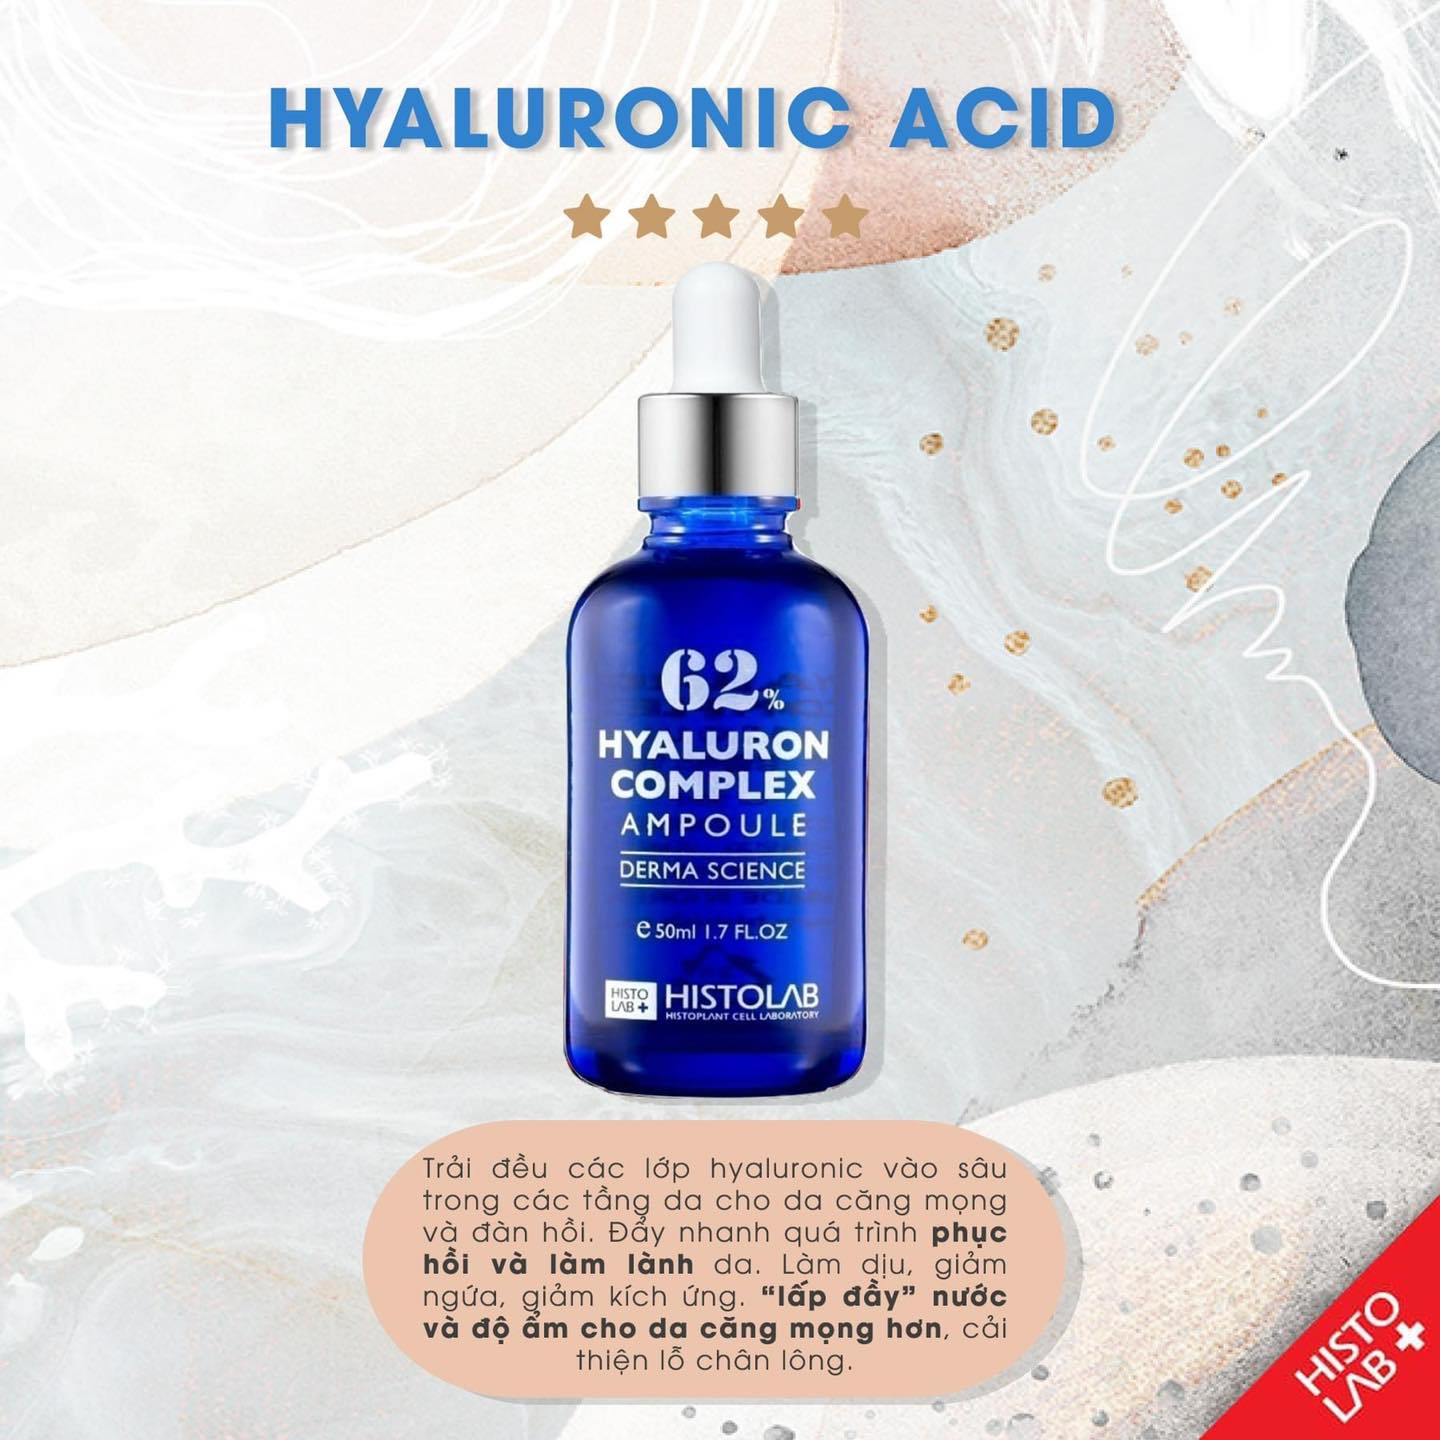 HYALURONIC ACID
62%
HYALURON
COMPLEX
AMPOULE
DERMA SCIENCE
e 50ml 1.7 FL.OZ
HISTO
LAB+
HISTOLAB
HISTOPLANT CELL LABORATORY
Trải đều các lớp hyaluronic vào sâu
trong các tầng da cho da căng mọng
và đàn hồi. Đẩy nhanh quá trình phục
hồi và làm lành da. Làm dịu, giảm
ngứa, giảm kích ứng. “lấp đầy” nước
và độ ẩm cho da căng mọng hơn, cải
thiện lỗ chân lông.
HISTO
LAB+